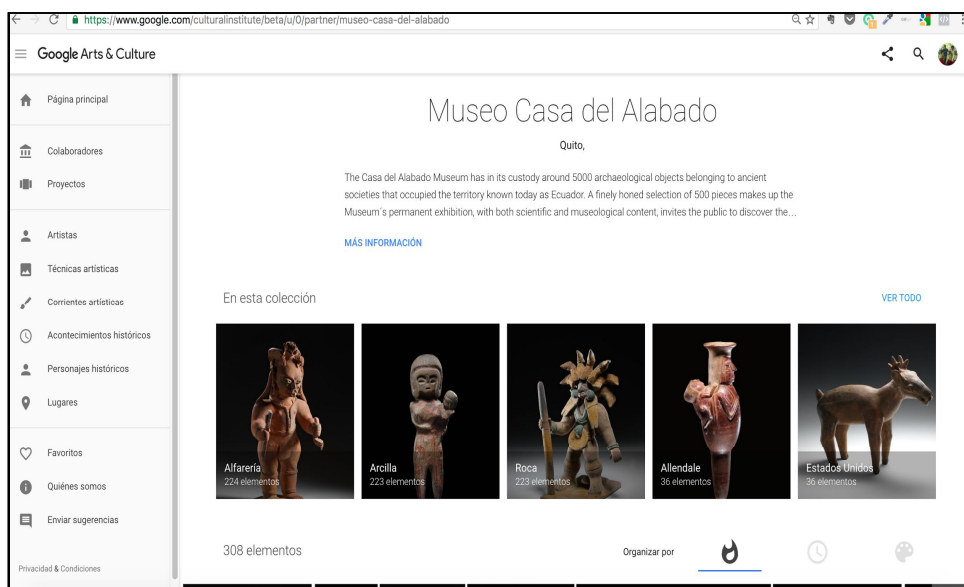 https://www.google.com/culturalinstitute/beta/u/0/partner/museo-casa-del-alabado
Google Arts & Culture
Página principal
Colaboradores
Proyectos
Artistas
Técnicas artísticas
Corrientes artísticas
Acontecimientos históricos
Personajes históricos
Lugares
Favoritos
Quiénes somos
Enviar sugerencias
Privacidad & Condiciones
Museo Casa del Alabado
Quito,
The Casa del Alabado Museum has in its custody around 5000 archaeological objects belonging to ancient
societies that occupied the territory known today as Ecuador. A finely honed selection of 500 pieces makes up the
Museum´s permanent exhibition, with both scientific and museological content, invites the public to discover the...
MÁS INFORMACIÓN
En esta colección
VER TODO
Alfarería
224 elementos
Arcilla
223 elementos
Roca
223 elementos
Allendale
36 elementos
Estados Unidos
36 elementos
308 elementos
Organizar por